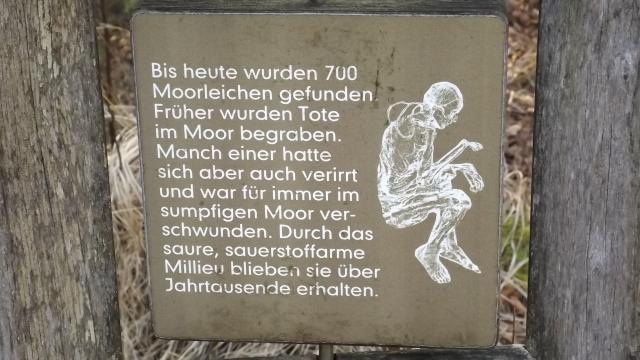 Bis heute wurden 700
Moorleichen gefunden
Früher wurden Tote
im Moor begraben.
Manch einer hatte
sich aber auch verirrt
und war für immer im
sumpfigen Moor ver-
schwunden. Durch das
saure, sauerstoffarme
Millieu blieben sie über
Jahrtausende erhalten.